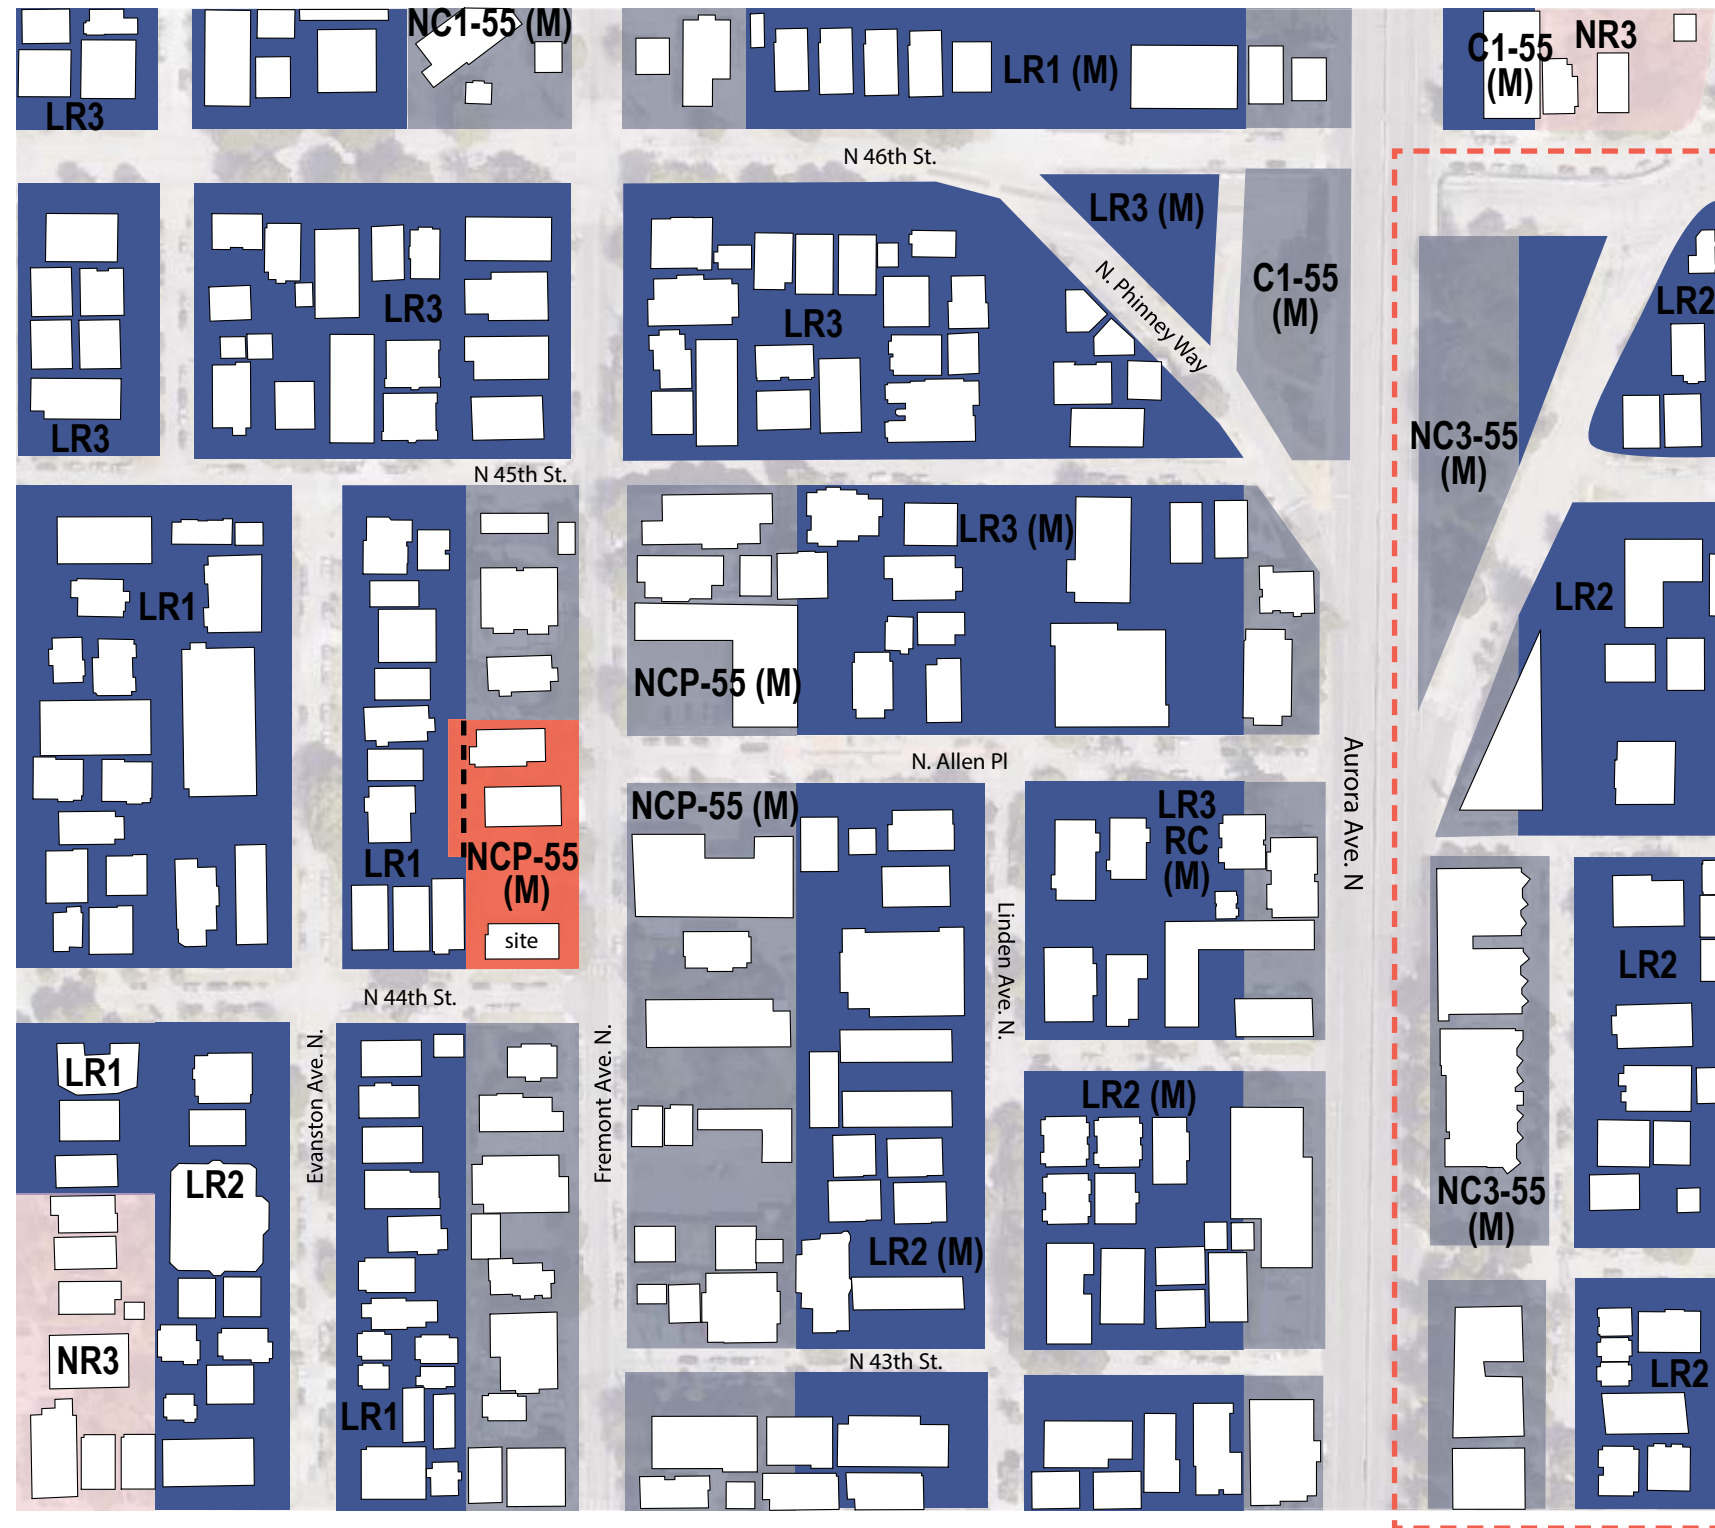 NC1-55 (M)
C1-55
(M)
NR3
LR1 (M)
LR3
N 46th St.
LR3 (M)
C1-55
(M)
N. Phinney Way
LR3
LR3
LR2
LR3
NC3-55
(M)
N 45th St.
LR3 (M)
LR1
LR2
NCP-55 (M)
N. Allen Pl
Aurora Ave. N
NCP-55 (M)
LR3
RC
(M)
LR1
NCP-55
(M)
site
LR2
Linden Ave. N.
N 44th St.
Evanston Ave. N.
Fremont Ave. N.
LR1
LR2 (M)
LR2
NC3-55
(M)
LR2 (M)
NR3
N 43th St.
LR2
LR1